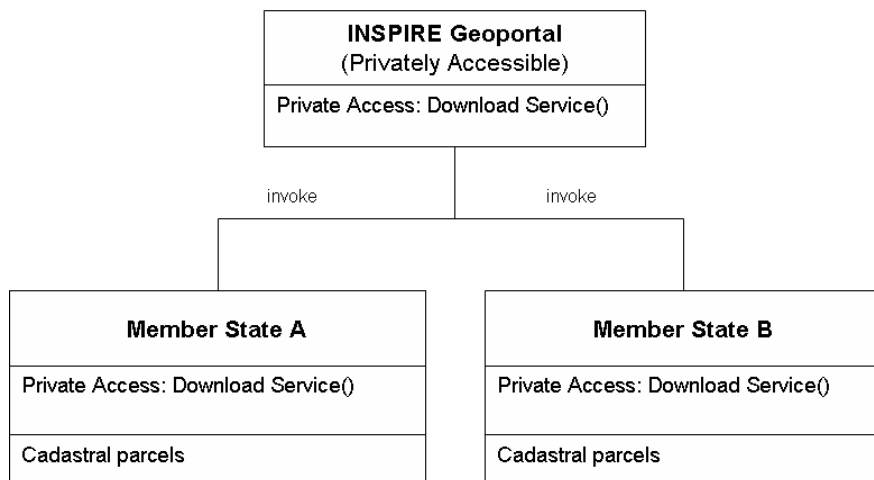 INSPIRE Geoportal
(Privately Accessible)
Private Access: Download Service()
invoke
invoke
Member State A
Private Access: Download Service()
Cadastral parcels
Member State B
Private Access: Download Service()
Cadastral parcels